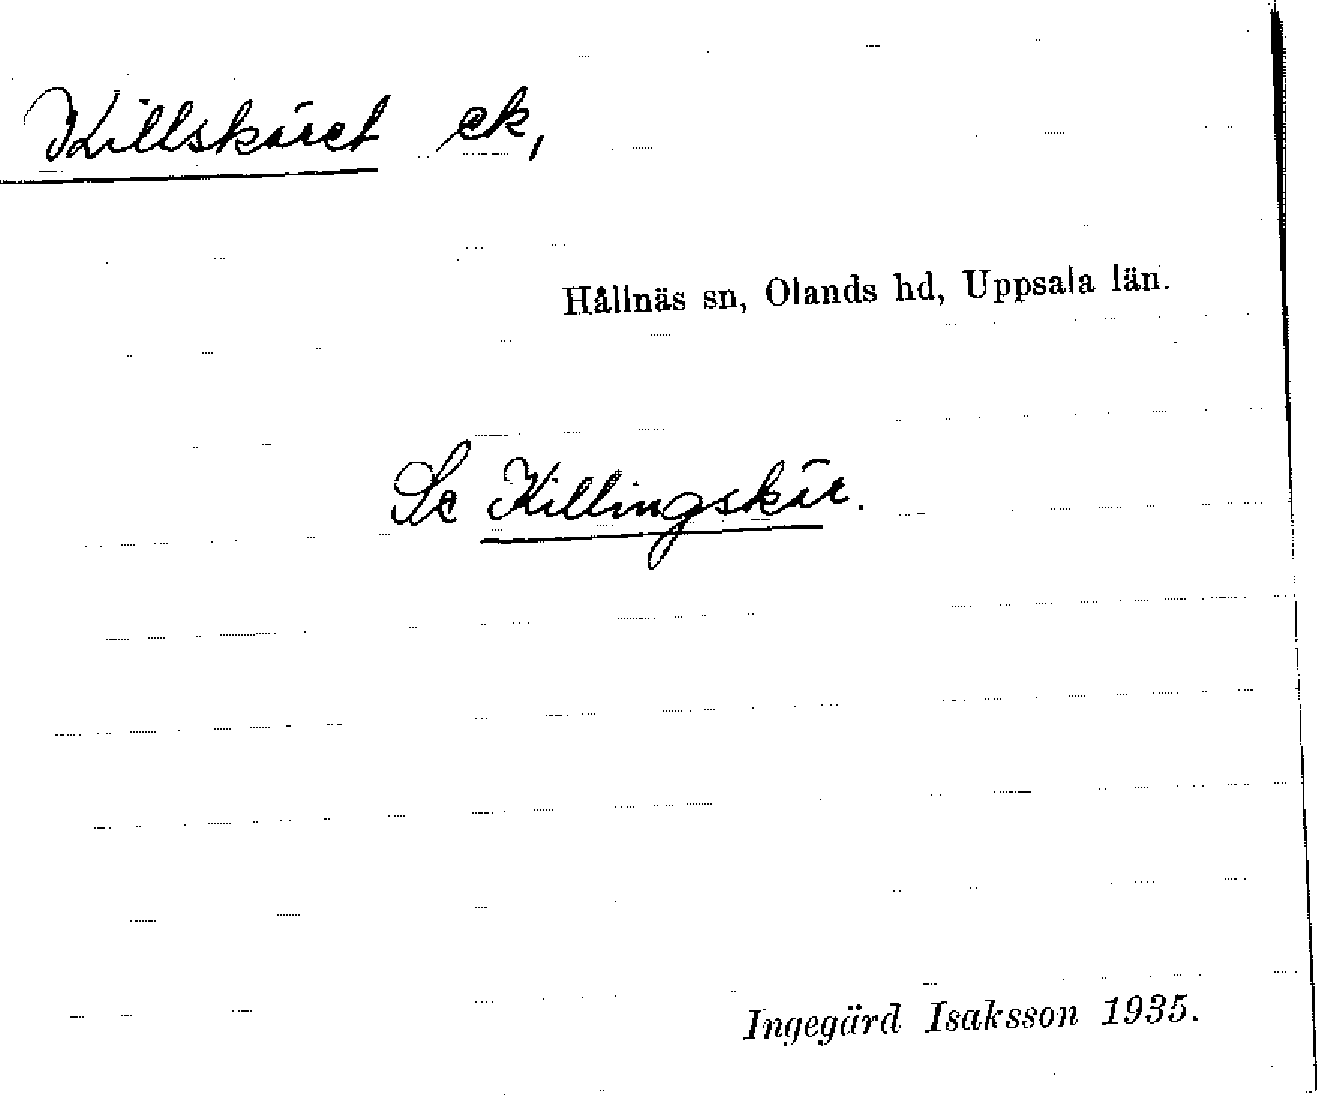 Killskäret ek,
Hållnäs sn, Olands hd, Uppsala län.
Se Killingskär.
Ingegärd Isaksson 1935.